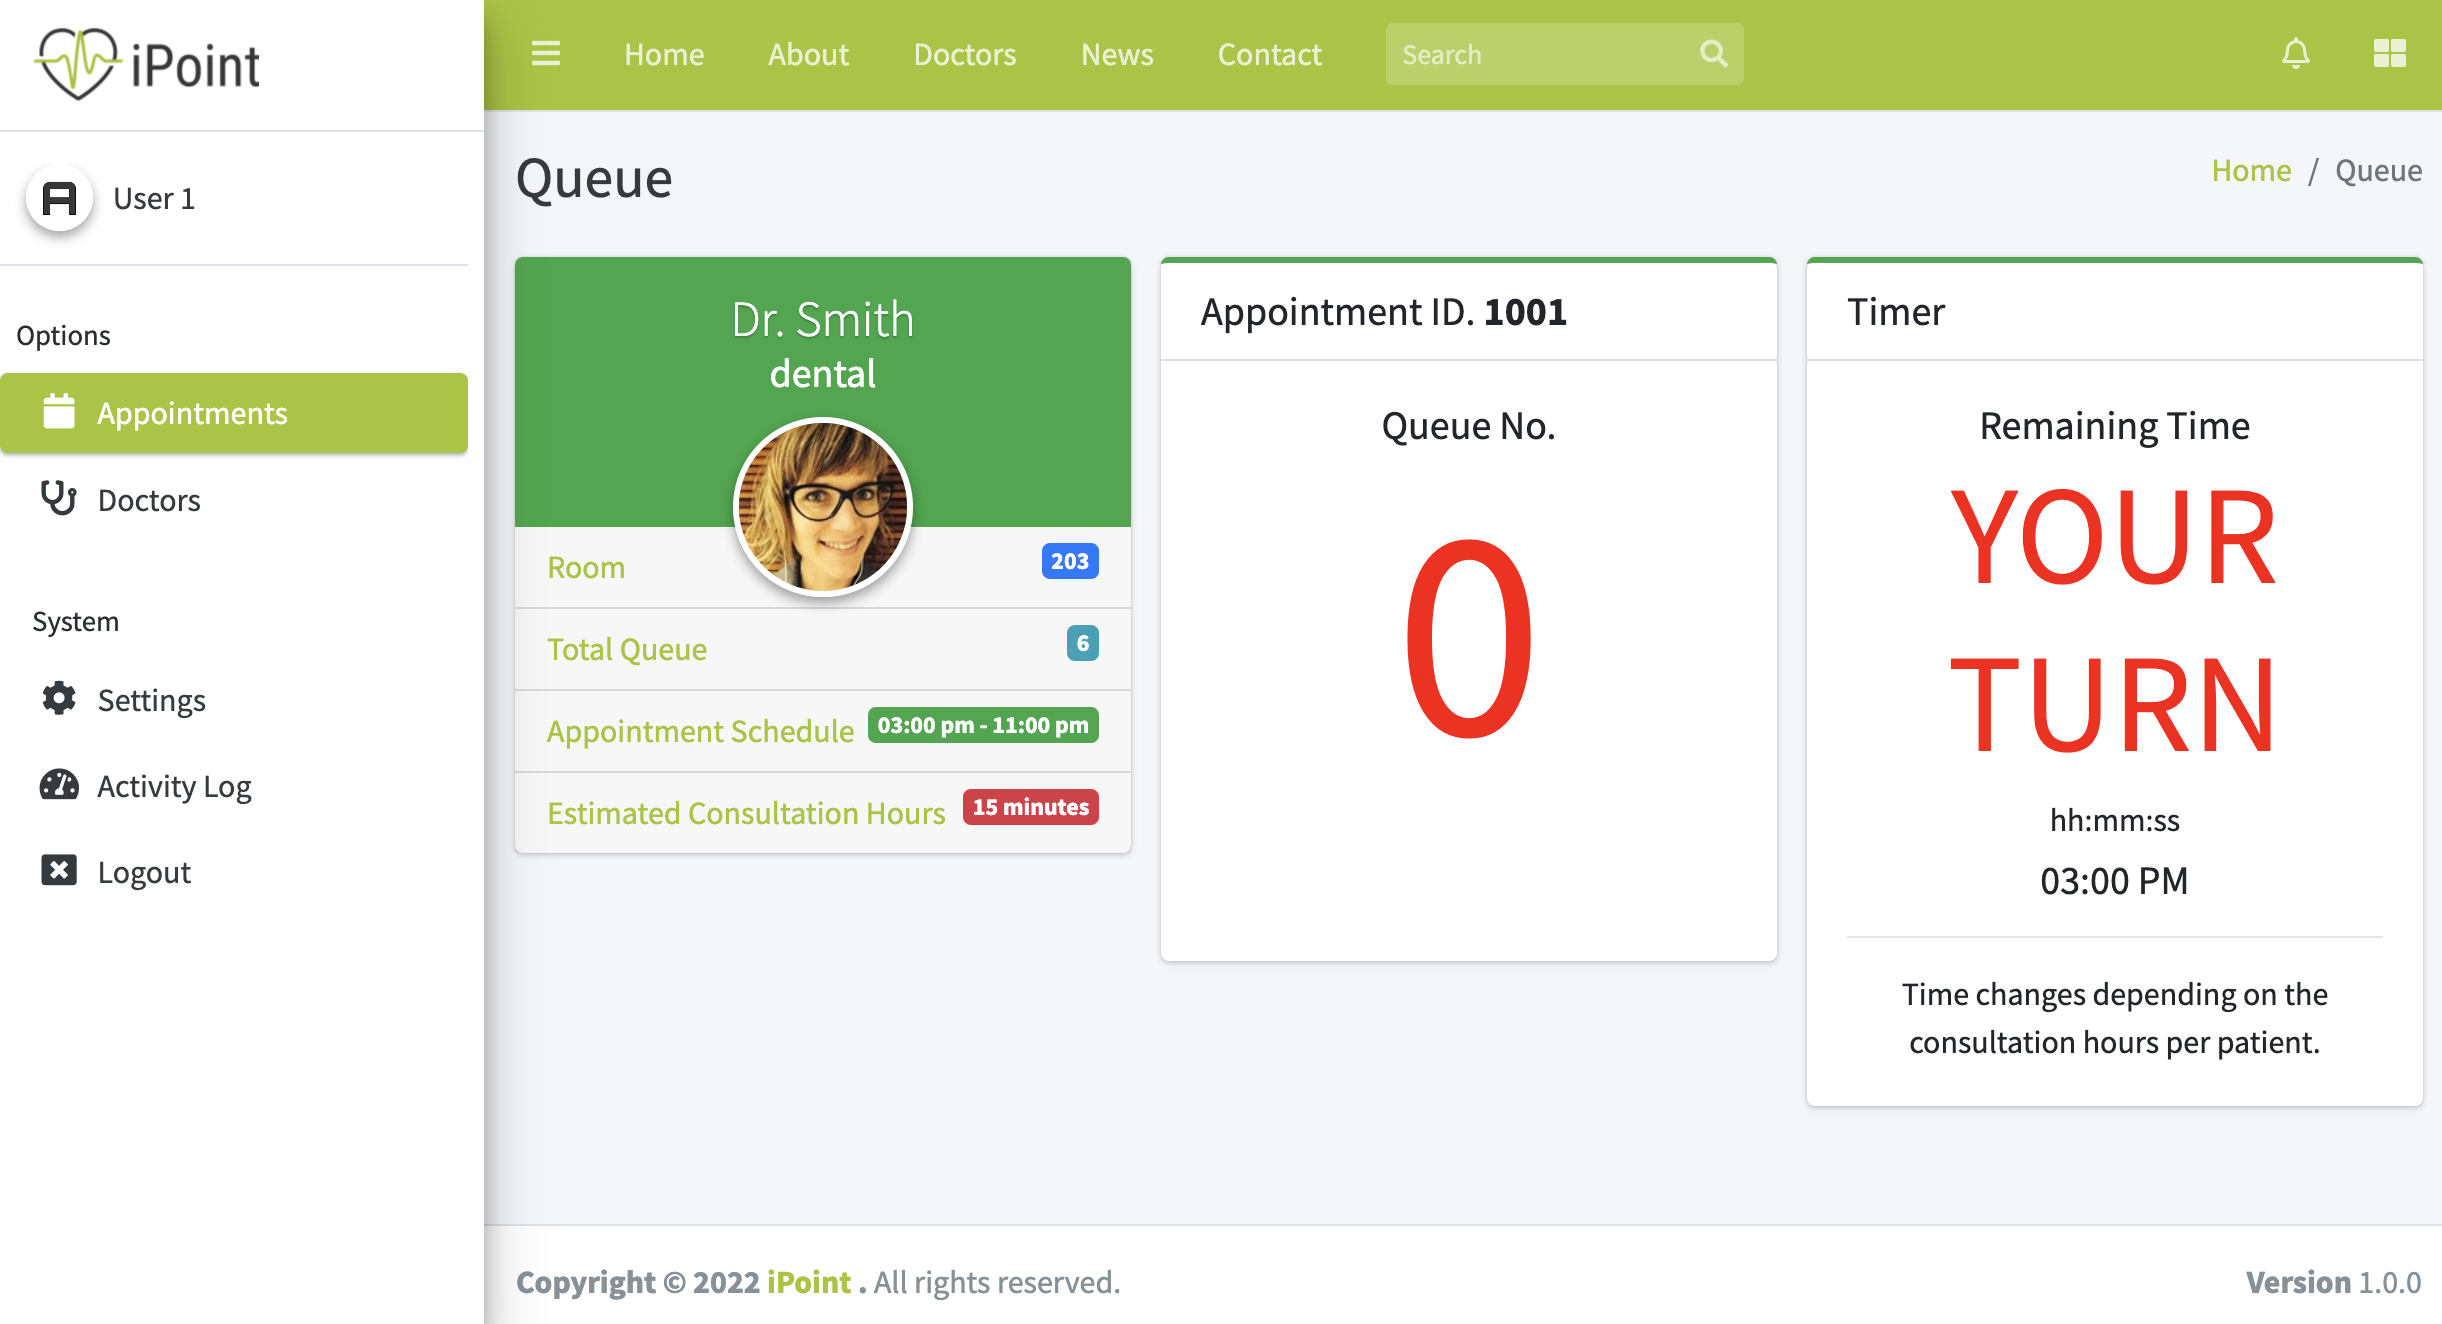 iPoint
Home
About
Doctors
News
Contact
Search
User 1
Options
Appointments
Doctors
System
Settings
Activity Log
Logout
Queue
Home / Queue
Dr. Smith
dental
Room 203
Total Queue 6
Appointment Schedule 03:00 pm - 11:00 pm
Estimated Consultation Hours 15 minutes
Appointment ID. 1001
Queue No.
0
Timer
Remaining Time
YOUR
TURN
hh:mm:ss
03:00 PM
Time changes depending on the
consultation hours per patient.
Copyright © 2022 iPoint . All rights reserved.
Version 1.0.0